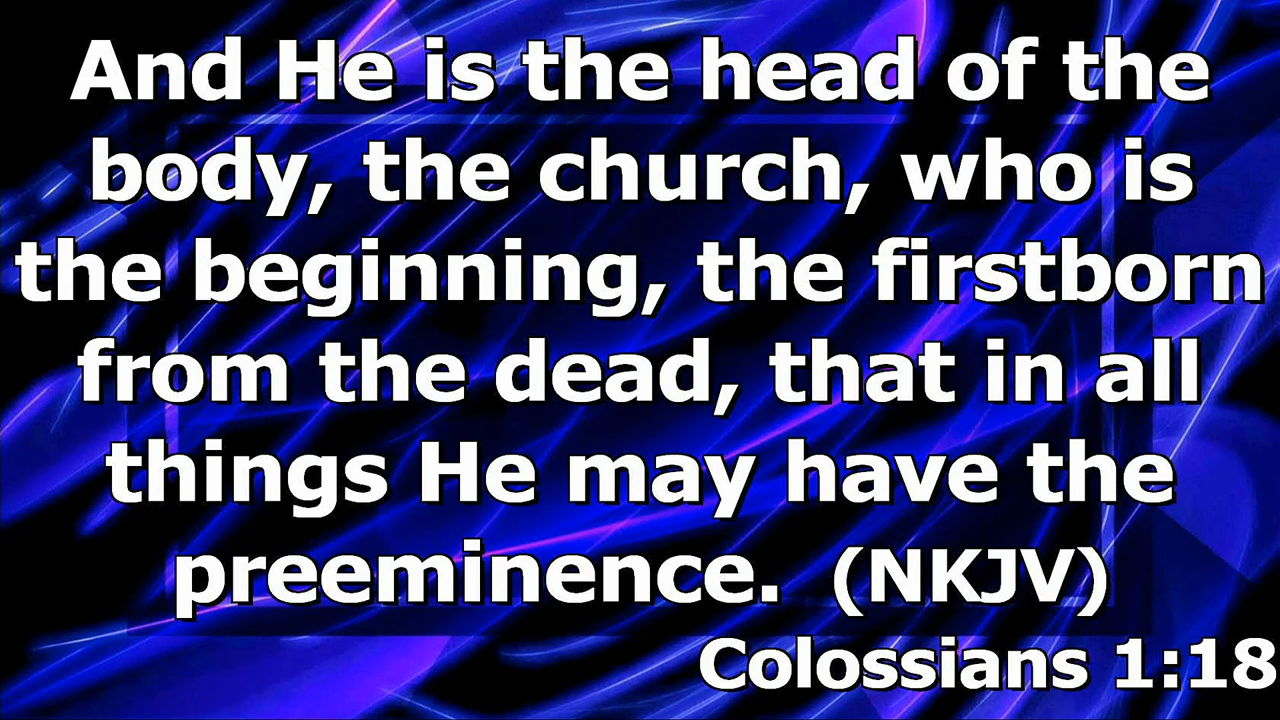 And He is the head of the
body, the church, who is
the beginning, the firstborn
from the dead, that in all
things He may have the
preeminence.  (NKJV)
Colossians 1:18